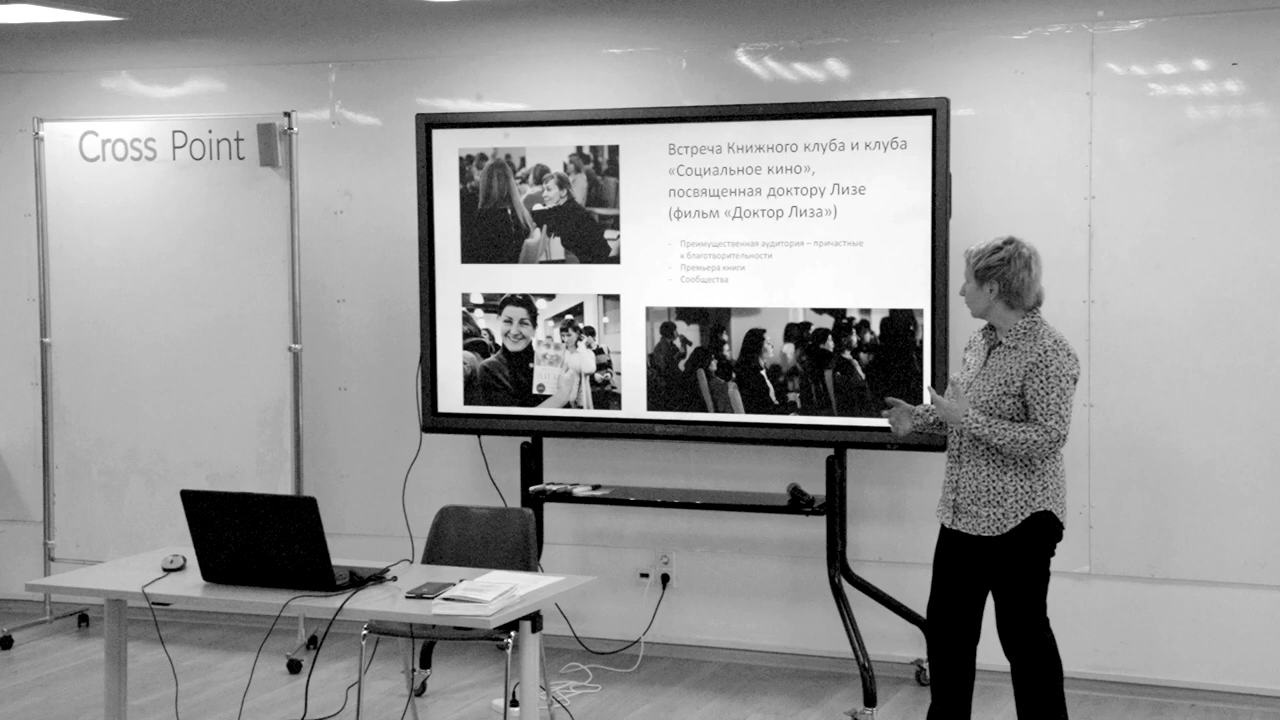 Cross Point
Встреча Книжного клуба и клуба
«Социальное кино»,
посвященная доктору Лизе
(фильм «Доктор Лиза»)
- Преимущественная аудитория – причастные
к благотворительности
- Премьера книги
- Сообщества